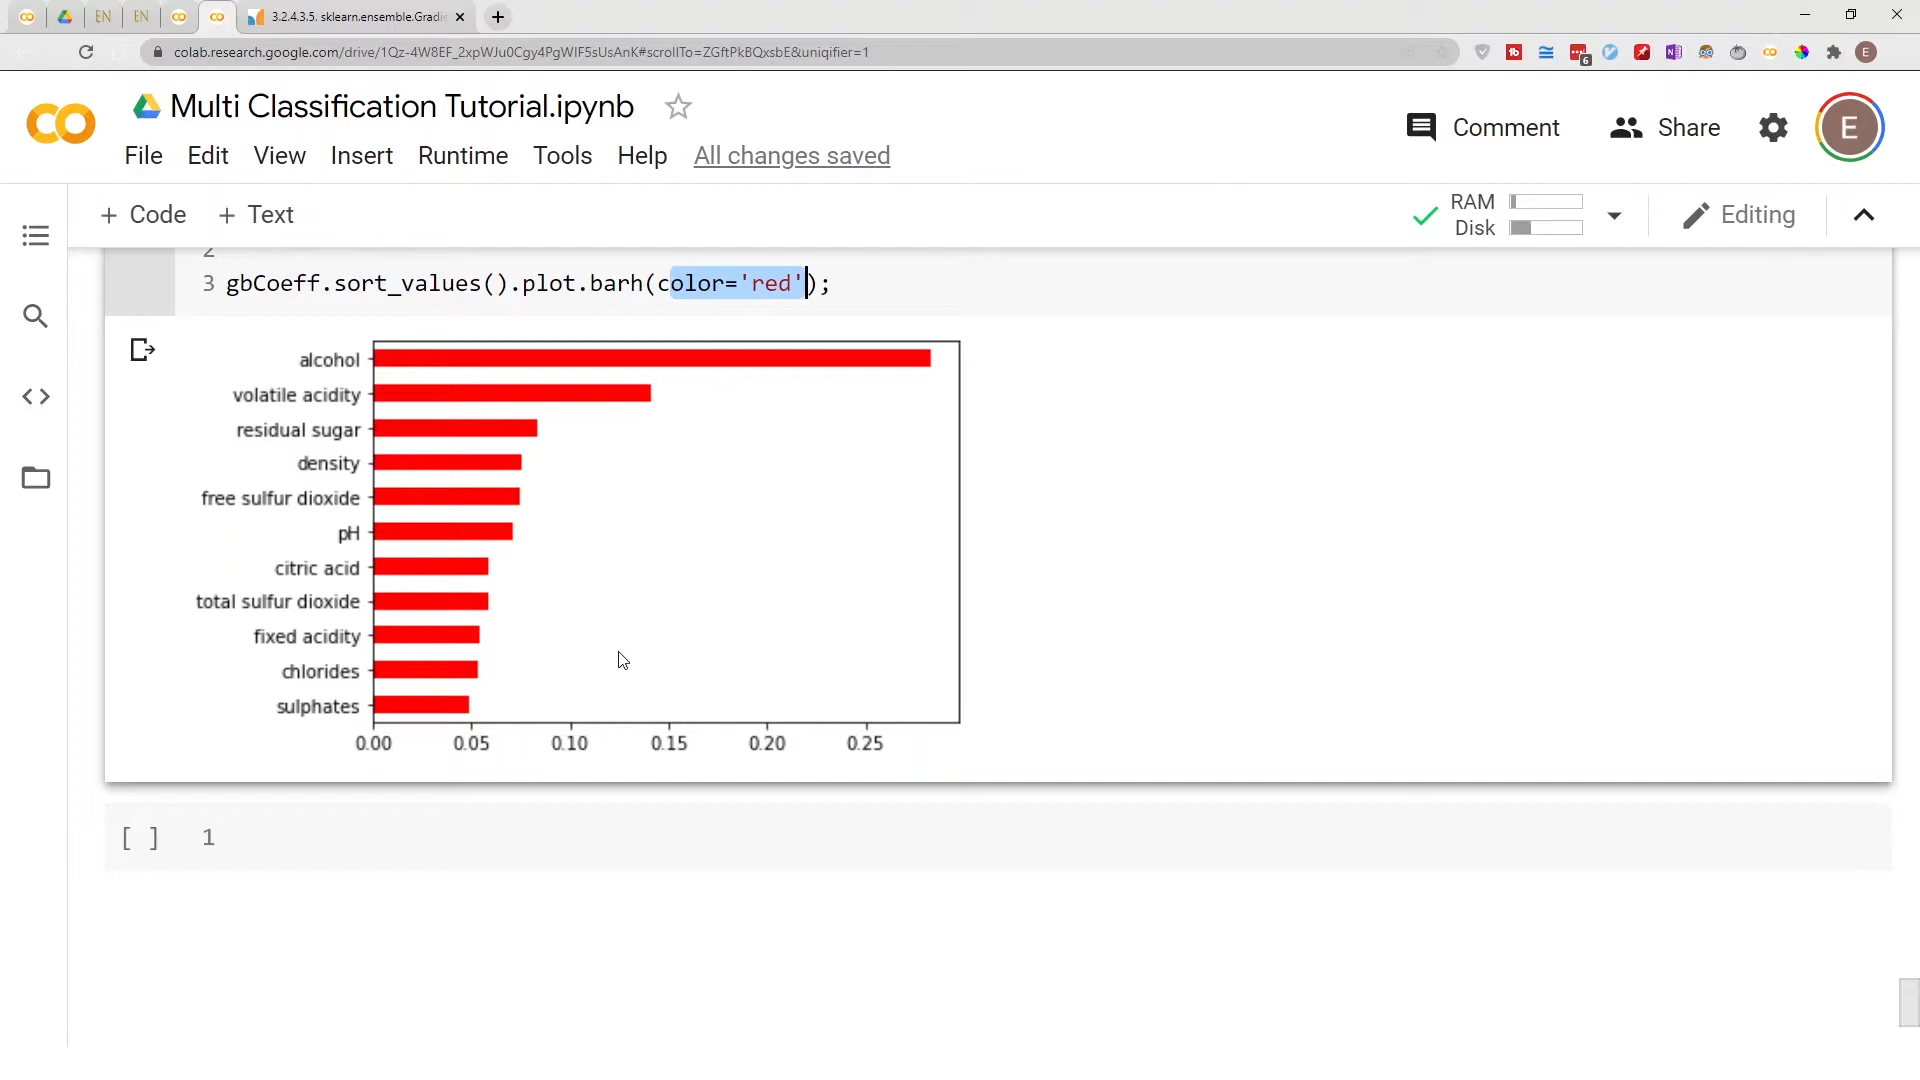 EN EN 3.2.4.3.5. sklearn.ensemble.Gradie
colab.research.google.com/drive/1Qz-4W8EF_2xpWJu0Cgy4PgWIF5sUsAnK#scrollTo=ZGftPkBQxsbE&uniqifier=1
6 E
Multi Classification Tutorial.ipynb
Comment Share E
File Edit View Insert Runtime Tools Help All changes saved
+ Code + Text RAM Disk Editing
2
3 gbCoeff.sort_values().plot.barh(color='red');
alcohol
volatile acidity
residual sugar
density
free sulfur dioxide
pH
citric acid
total sulfur dioxide
fixed acidity
chlorides
sulphates
0.00 0.05 0.10 0.15 0.20 0.25
[ ] 1